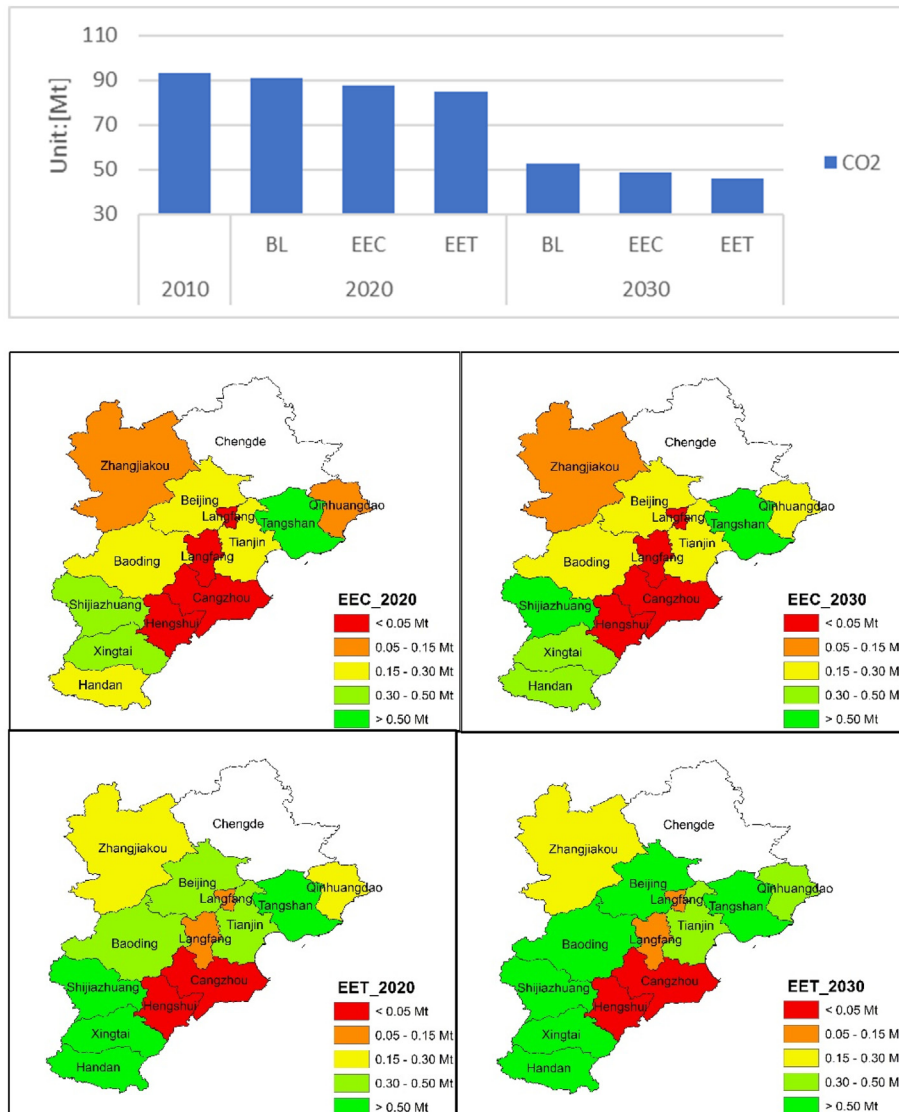 110
90
70
50
30
Unit:[Mt]
BL EEC EET BL EEC EET
2010 2020 2030
CO2
Chengde
Zhangjiakou
Beijing
Qinhuangdao
Langfang
Tangshan
Tianjin
Langfang
Baoding
Cangzhou
Shijiazhuang
Hengshui
Xingtai
Handan
EEC_2020
< 0.05 Mt
0.05 - 0.15 Mt
0.15 - 0.30 Mt
0.30 - 0.50 Mt
> 0.50 Mt
Chengde
Zhangjiakou
Beijing
Qinhuangdao
Langfang
Tangshan
Tianjin
Langfang
Baoding
Cangzhou
Shijiazhuang
Hengshui
Xingtai
Handan
EEC_2030
< 0.05 Mt
0.05 - 0.15 Mt
0.15 - 0.30 Mt
0.30 - 0.50 Mt
> 0.50 Mt
Chengde
Zhangjiakou
Beijing
Qinhuangdao
Langfang
Tangshan
Tianjin
Langfang
Baoding
Cangzhou
Shijiazhuang
Hengshui
Xingtai
Handan
EET_2020
< 0.05 Mt
0.05 - 0.15 Mt
0.15 - 0.30 Mt
0.30 - 0.50 Mt
> 0.50 Mt
Chengde
Zhangjiakou
Beijing
Qinhuangdao
Langfang
Tangshan
Tianjin
Langfang
Baoding
Cangzhou
Shijiazhuang
Hengshui
Xingtai
Handan
EET_2030
< 0.05 Mt
0.05 - 0.15 Mt
0.15 - 0.30 Mt
0.30 - 0.50 Mt
> 0.50 Mt